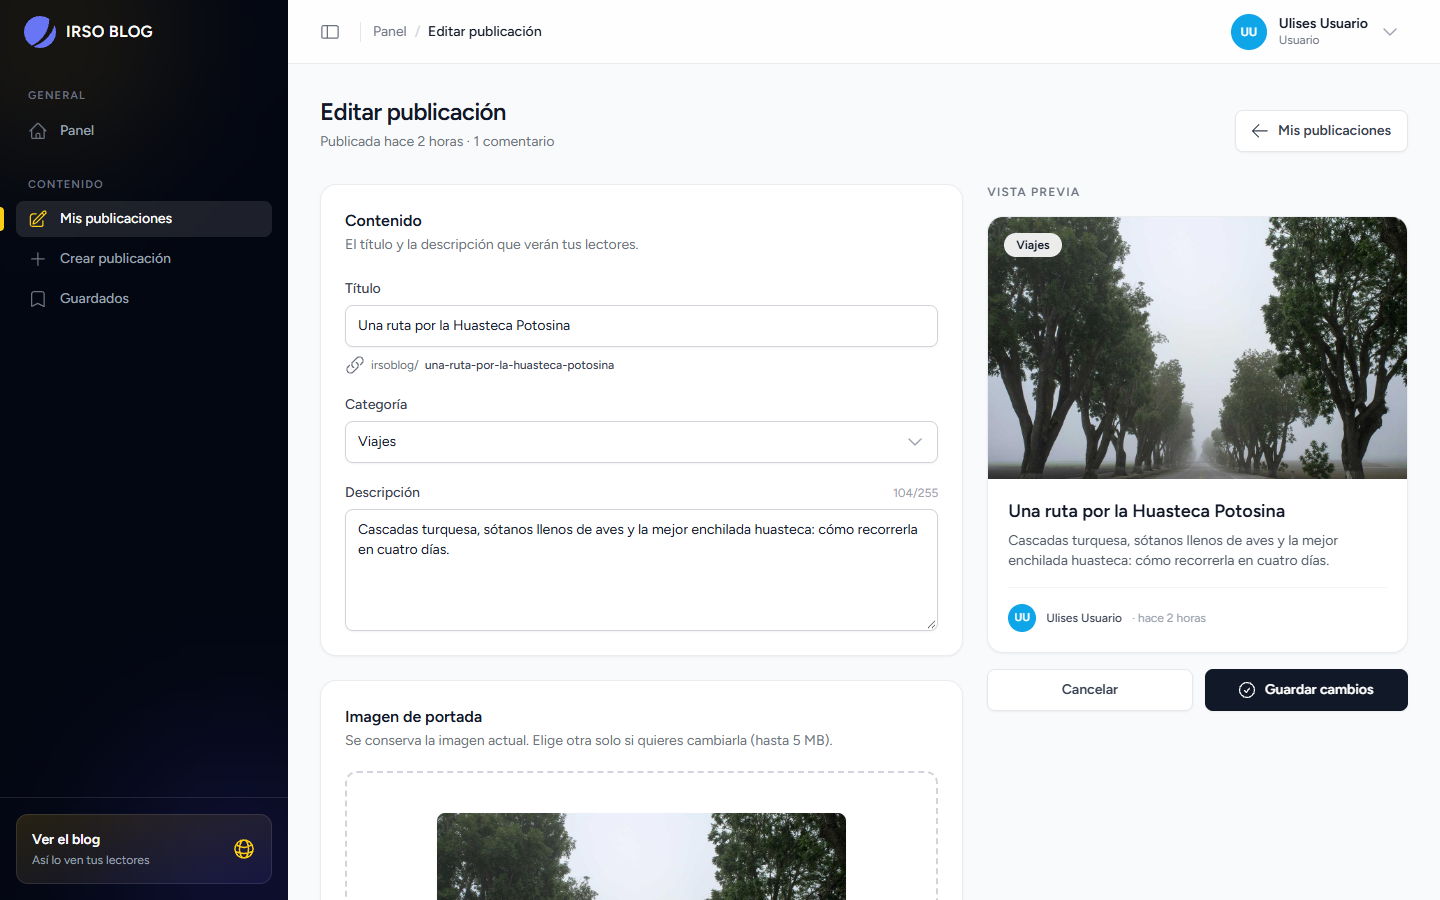 IRSO BLOG
GENERAL
Panel
CONTENIDO
Mis publicaciones
Crear publicación
Guardados
Ver el blog
Así lo ven tus lectores
Panel / Editar publicación
UU
Ulises Usuario
Usuario
Editar publicación
Publicada hace 2 horas · 1 comentario
Mis publicaciones
Contenido
El título y la descripción que verán tus lectores.
Título
Una ruta por la Huasteca Potosina
irsoblog/ una-ruta-por-la-huasteca-potosina
Categoría
Viajes
Descripción
104/255
Cascadas turquesa, sótanos llenos de aves y la mejor enchilada huasteca: cómo recorrerla
en cuatro días.
Imagen de portada
Se conserva la imagen actual. Elige otra solo si quieres cambiarla (hasta 5 MB).
VISTA PREVIA
Viajes
Una ruta por la Huasteca Potosina
Cascadas turquesa, sótanos llenos de aves y la mejor
enchilada huasteca: cómo recorrerla en cuatro días.
UU
Ulises Usuario · hace 2 horas
Cancelar
Guardar cambios